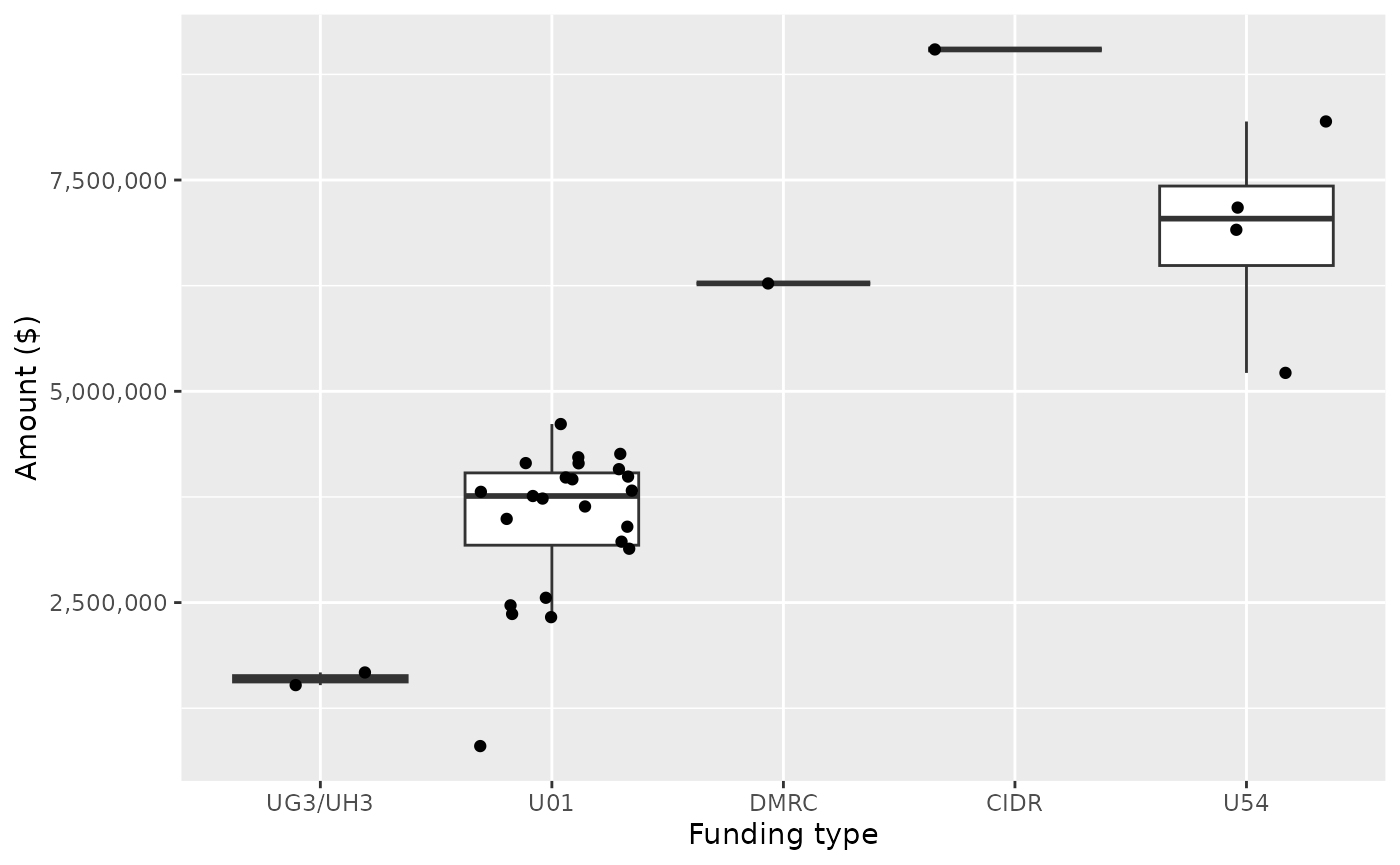 Amount ($)
7,500,000
5,000,000
2,500,000
UG3/UH3 U01 DMRC CIDR U54
Funding type